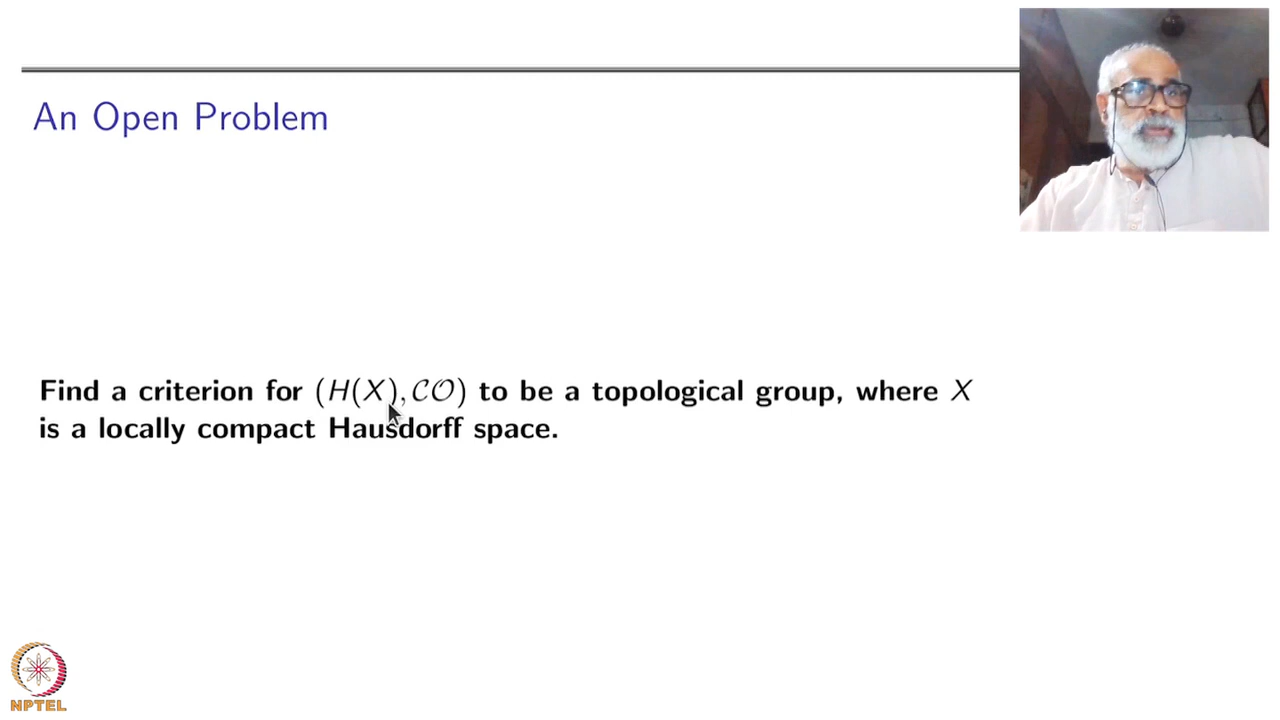 An Open Problem
Find a criterion for (H(X), 𝒞𝒪) to be a topological group, where X
is a locally compact Hausdorff space.
NPTEL